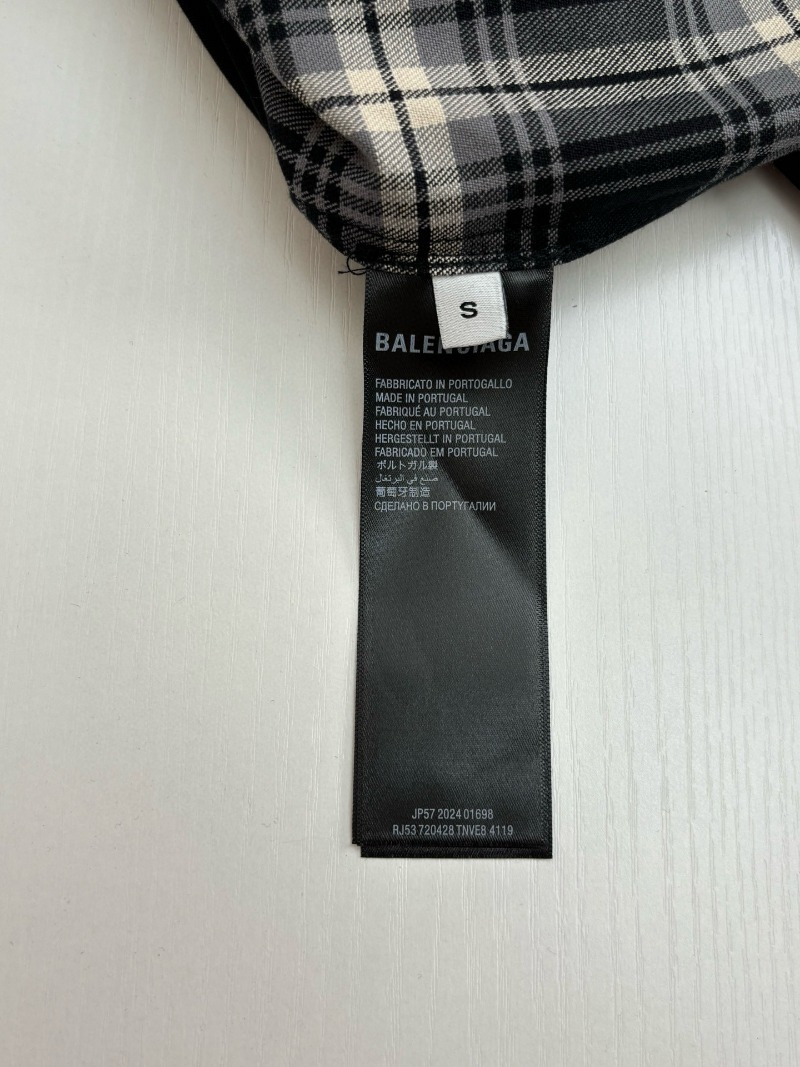 S
BALENCIAGA
FABBRICATO IN PORTOGALLO
MADE IN PORTUGAL
FABRIQUÉ AU PORTUGAL
HECHO EN PORTUGAL
HERGESTELLT IN PORTUGAL
FABRICADO EM PORTUGAL
ポルトガル製
صنع في البرتغال
葡萄牙制造
СДЕЛАНО В ПОРТУГАЛИИ
JP57 2024 01698
RJ53 720428 TNVE8 4119